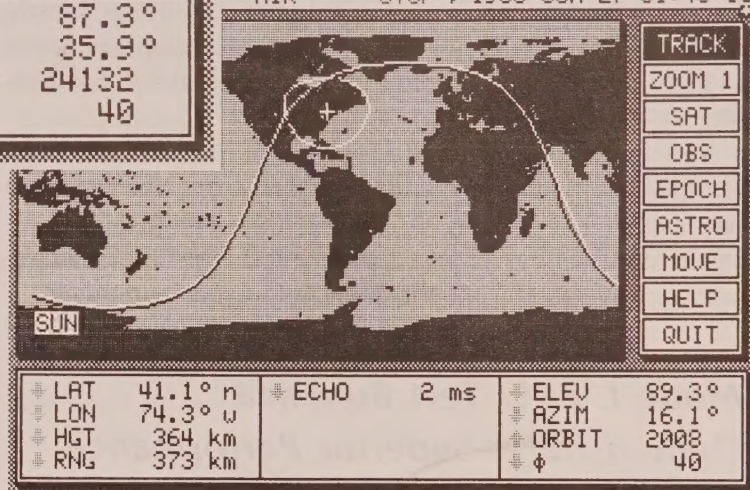 87.3°
35.9°
24132
40
TRACK
ZOOM 1
SAT
OBS
EPOCH
ASTRO
MOVE
HELP
QUIT
SUN
LAT 41.1° n
LON 74.3° w
HGT 364 km
RNG 373 km
ECHO 2 ms
ELEV 89.3°
AZIM 16.1°
ORBIT 2008
ϕ 40